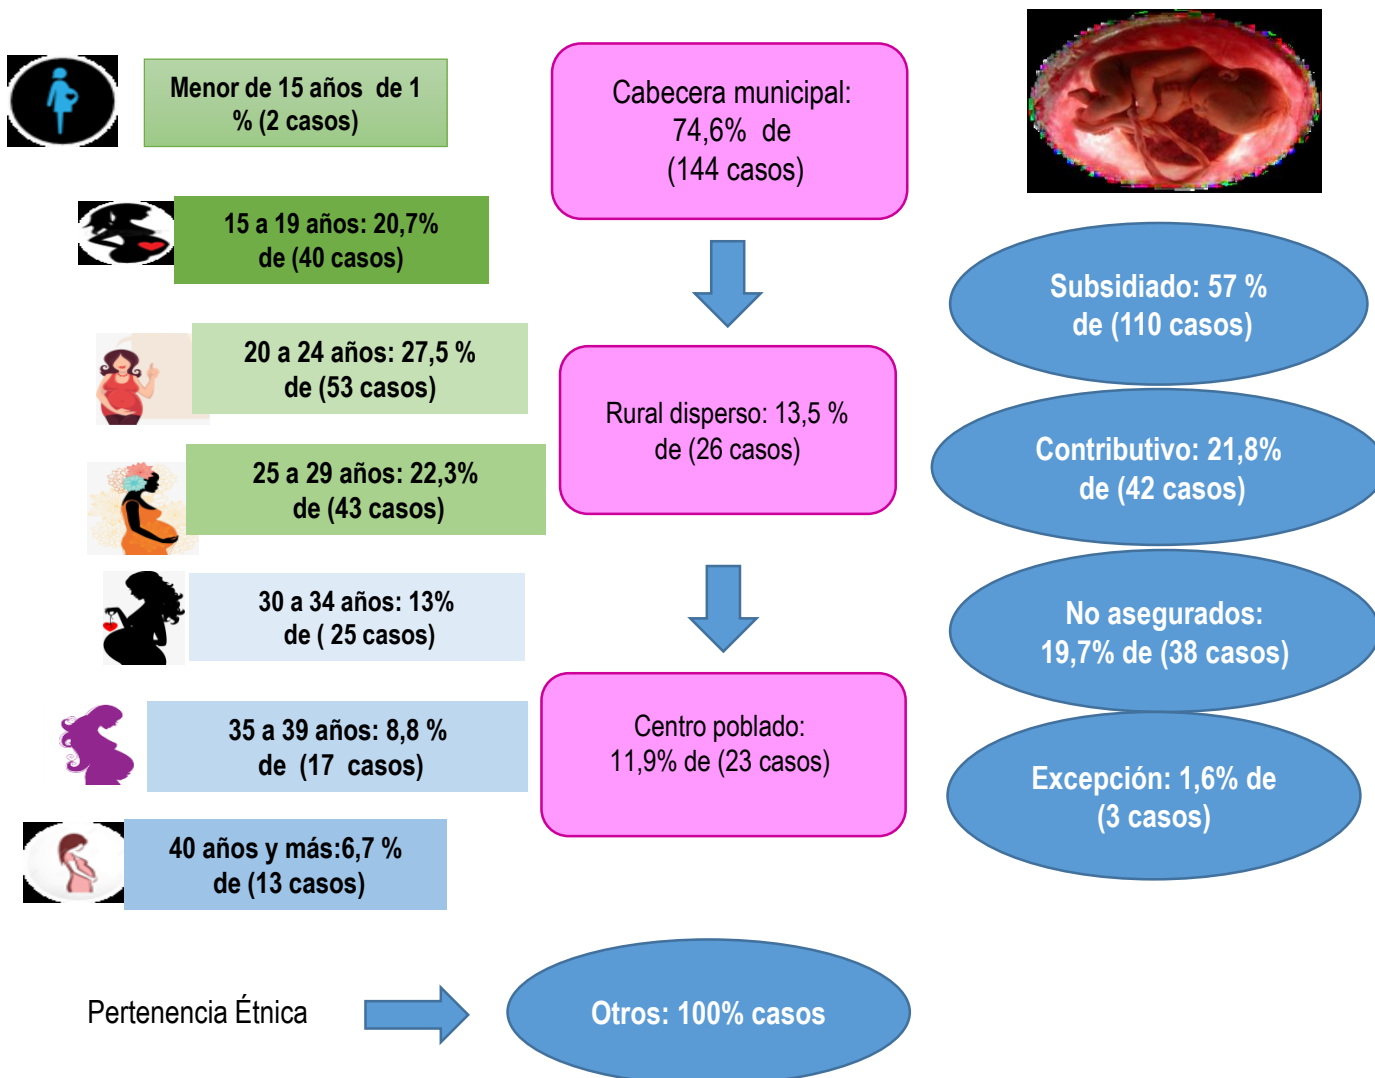 Menor de 15 años  de 1
% (2 casos)
15 a 19 años: 20,7%
de (40 casos)
20 a 24 años: 27,5 %
de (53 casos)
25 a 29 años: 22,3%
de (43 casos)
30 a 34 años: 13%
de ( 25 casos)
35 a 39 años: 8,8 %
de  (17  casos)
40 años y más:6,7 %
de (13 casos)
Cabecera municipal:
74,6%  de
(144 casos)
Rural disperso: 13,5 %
de (26 casos)
Centro poblado:
11,9% de (23 casos)
Subsidiado: 57 %
de (110 casos)
Contributivo: 21,8%
de (42 casos)
No asegurados:
19,7% de (38 casos)
Excepción: 1,6% de
(3 casos)
Pertenencia Étnica
Otros: 100% casos